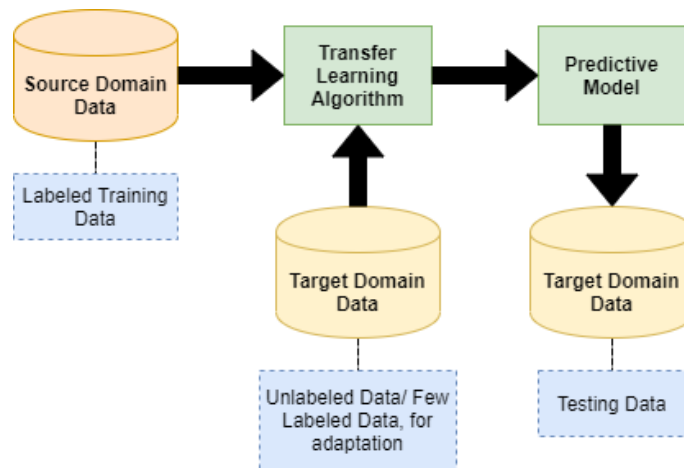 Source Domain
Data
Transfer
Learning
Algorithm
Predictive
Model
Labeled Training
Data
Target Domain
Data
Target Domain
Data
Unlabeled Data/ Few
Labeled Data, for
adaptation
Testing Data